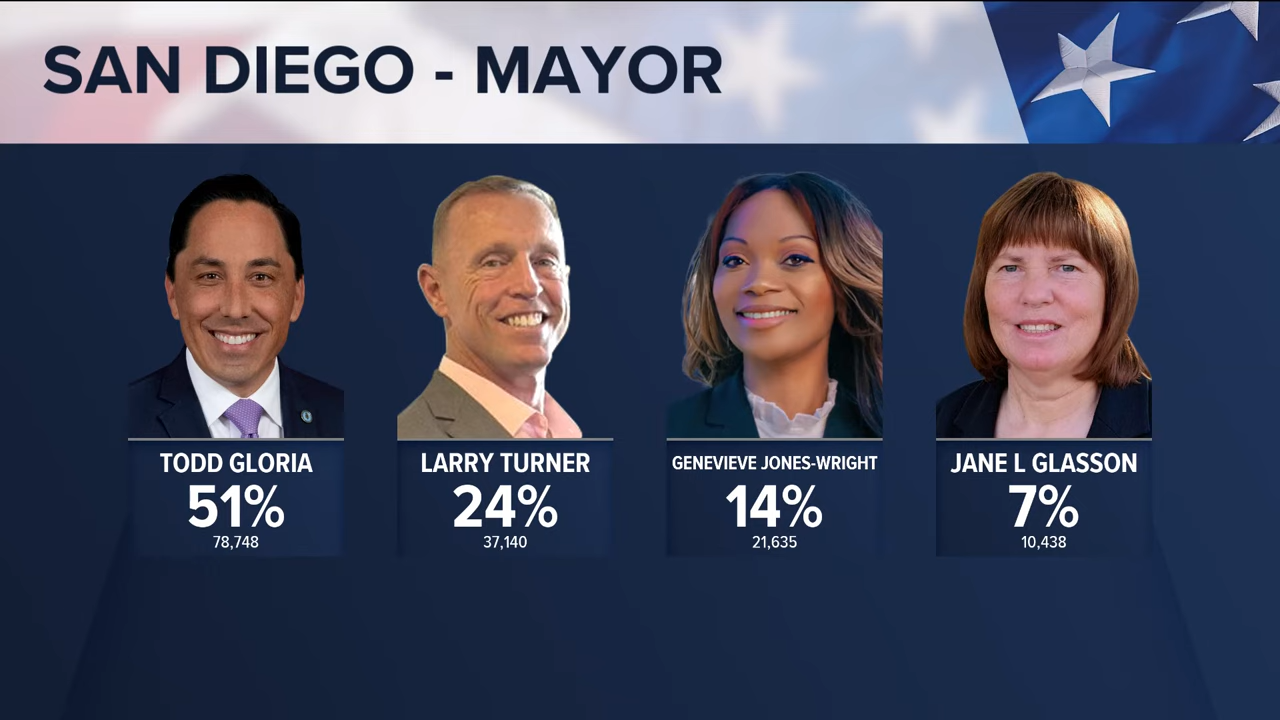 SAN DIEGO - MAYOR
TODD GLORIA
51%
78,748
LARRY TURNER
24%
37,140
GENEVIEVE JONES-WRIGHT
14%
21,635
JANE L GLASSON
7%
10,438